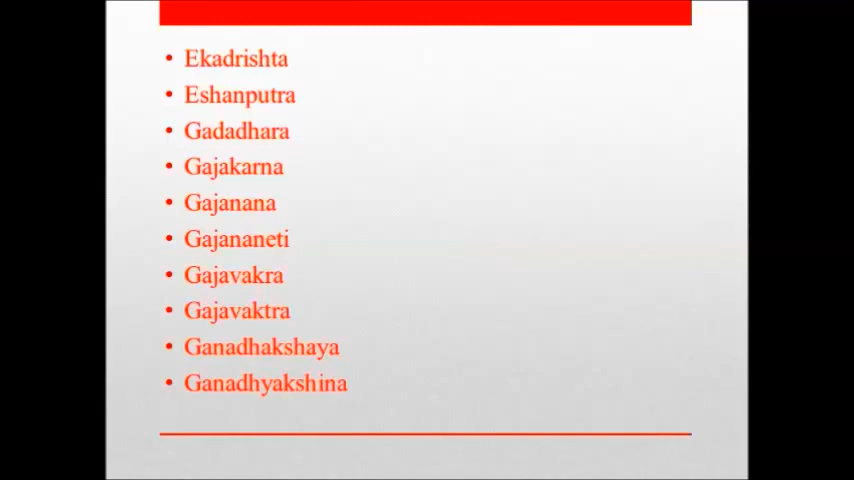 • Ekadrishta
• Eshanputra
• Gadadhara
• Gajakarna
• Gajanana
• Gajananeti
• Gajavakra
• Gajavaktra
• Ganadhakshaya
• Ganadhyakshina